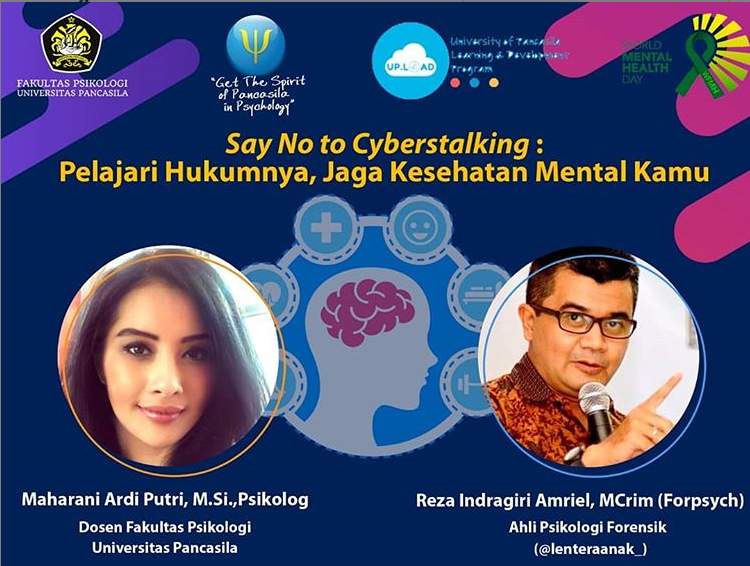 FAKULTAS PSIKOLOGI
UNIVERSITAS PANCASILA
"Get The Spirit
of Pancasila
in Psychology"
UP.LOAD
University of Pancasila
Learning & Development
Program
WORLD
MENTAL
HEALTH
DAY
WFMH
Say No to Cyberstalking :
Pelajari Hukumnya, Jaga Kesehatan Mental Kamu
Maharani Ardi Putri, M.Si.,Psikolog
Dosen Fakultas Psikologi
Universitas Pancasila
Reza Indragiri Amriel, MCrim (Forpsych)
Ahli Psikologi Forensik
(@lenteraanak_)